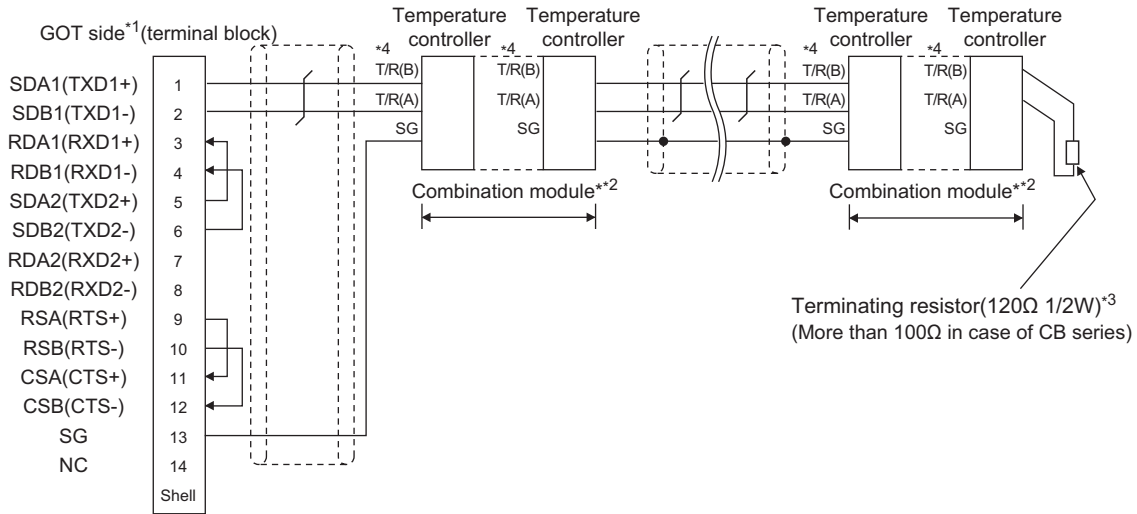 GOT side*1(terminal block)
SDA1(TXD1+) 1
SDB1(TXD1-) 2
RDA1(RXD1+) 3
RDB1(RXD1-) 4
SDA2(TXD2+) 5
SDB2(TXD2-) 6
RDA2(RXD2+) 7
RDB2(RXD2-) 8
RSA(RTS+) 9
RSB(RTS-) 10
CSA(CTS+) 11
CSB(CTS-) 12
SG 13
NC 14
Shell
Temperature controller
*4
T/R(B)
T/R(A)
SG
Temperature controller
*4
T/R(B)
T/R(A)
SG
Combination module**2
Temperature controller
*4
T/R(B)
T/R(A)
SG
Temperature controller
*4
T/R(B)
T/R(A)
SG
Combination module**2
Terminating resistor(120Ω 1/2W)*3
(More than 100Ω in case of CB series)